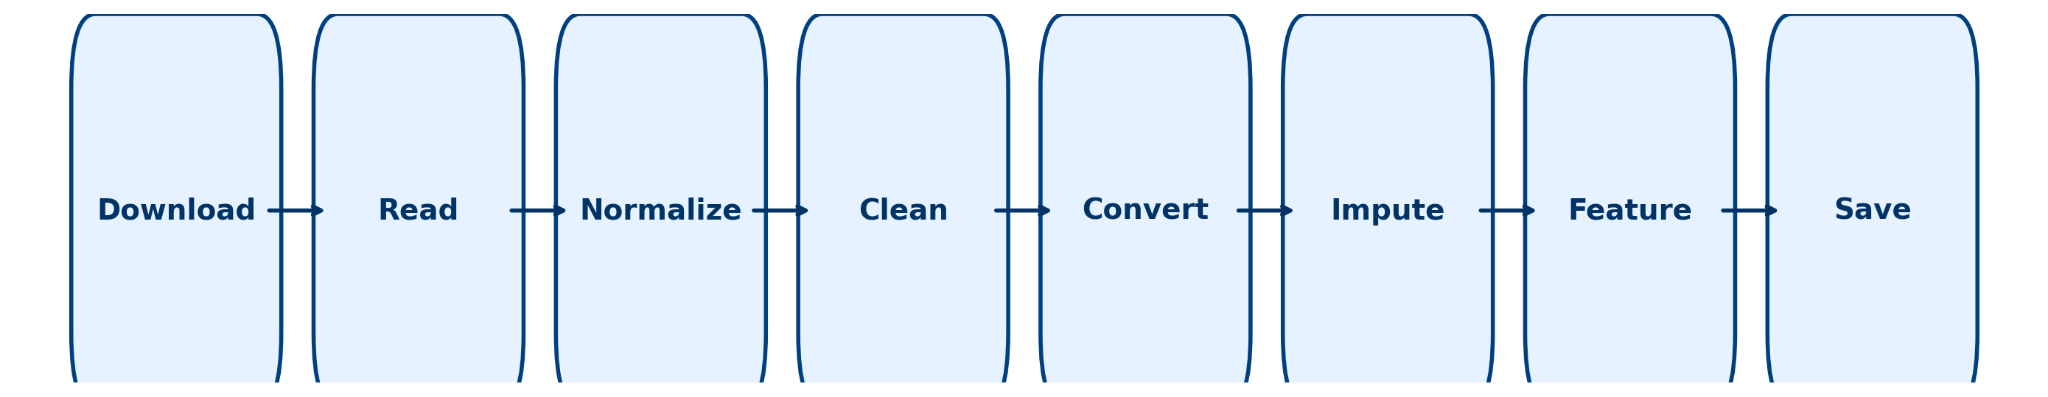 Download
Read
Normalize
Clean
Convert
Impute
Feature
Save